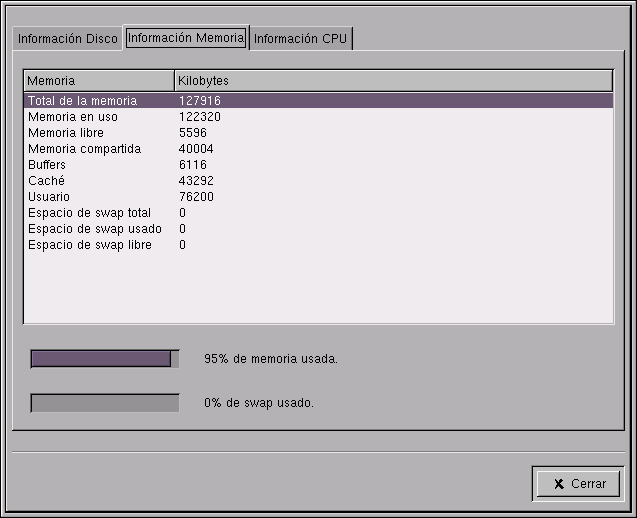 Información Disco Información Memoria Información CPU
Memoria Kilobytes
Total de la memoria 127916
Memoria en uso 122320
Memoria libre 5596
Memoria compartida 40004
Buffers 6116
Caché 43292
Usuario 76200
Espacio de swap total 0
Espacio de swap usado 0
Espacio de swap libre 0
95% de memoria usada.
0% de swap usado.
Cerrar